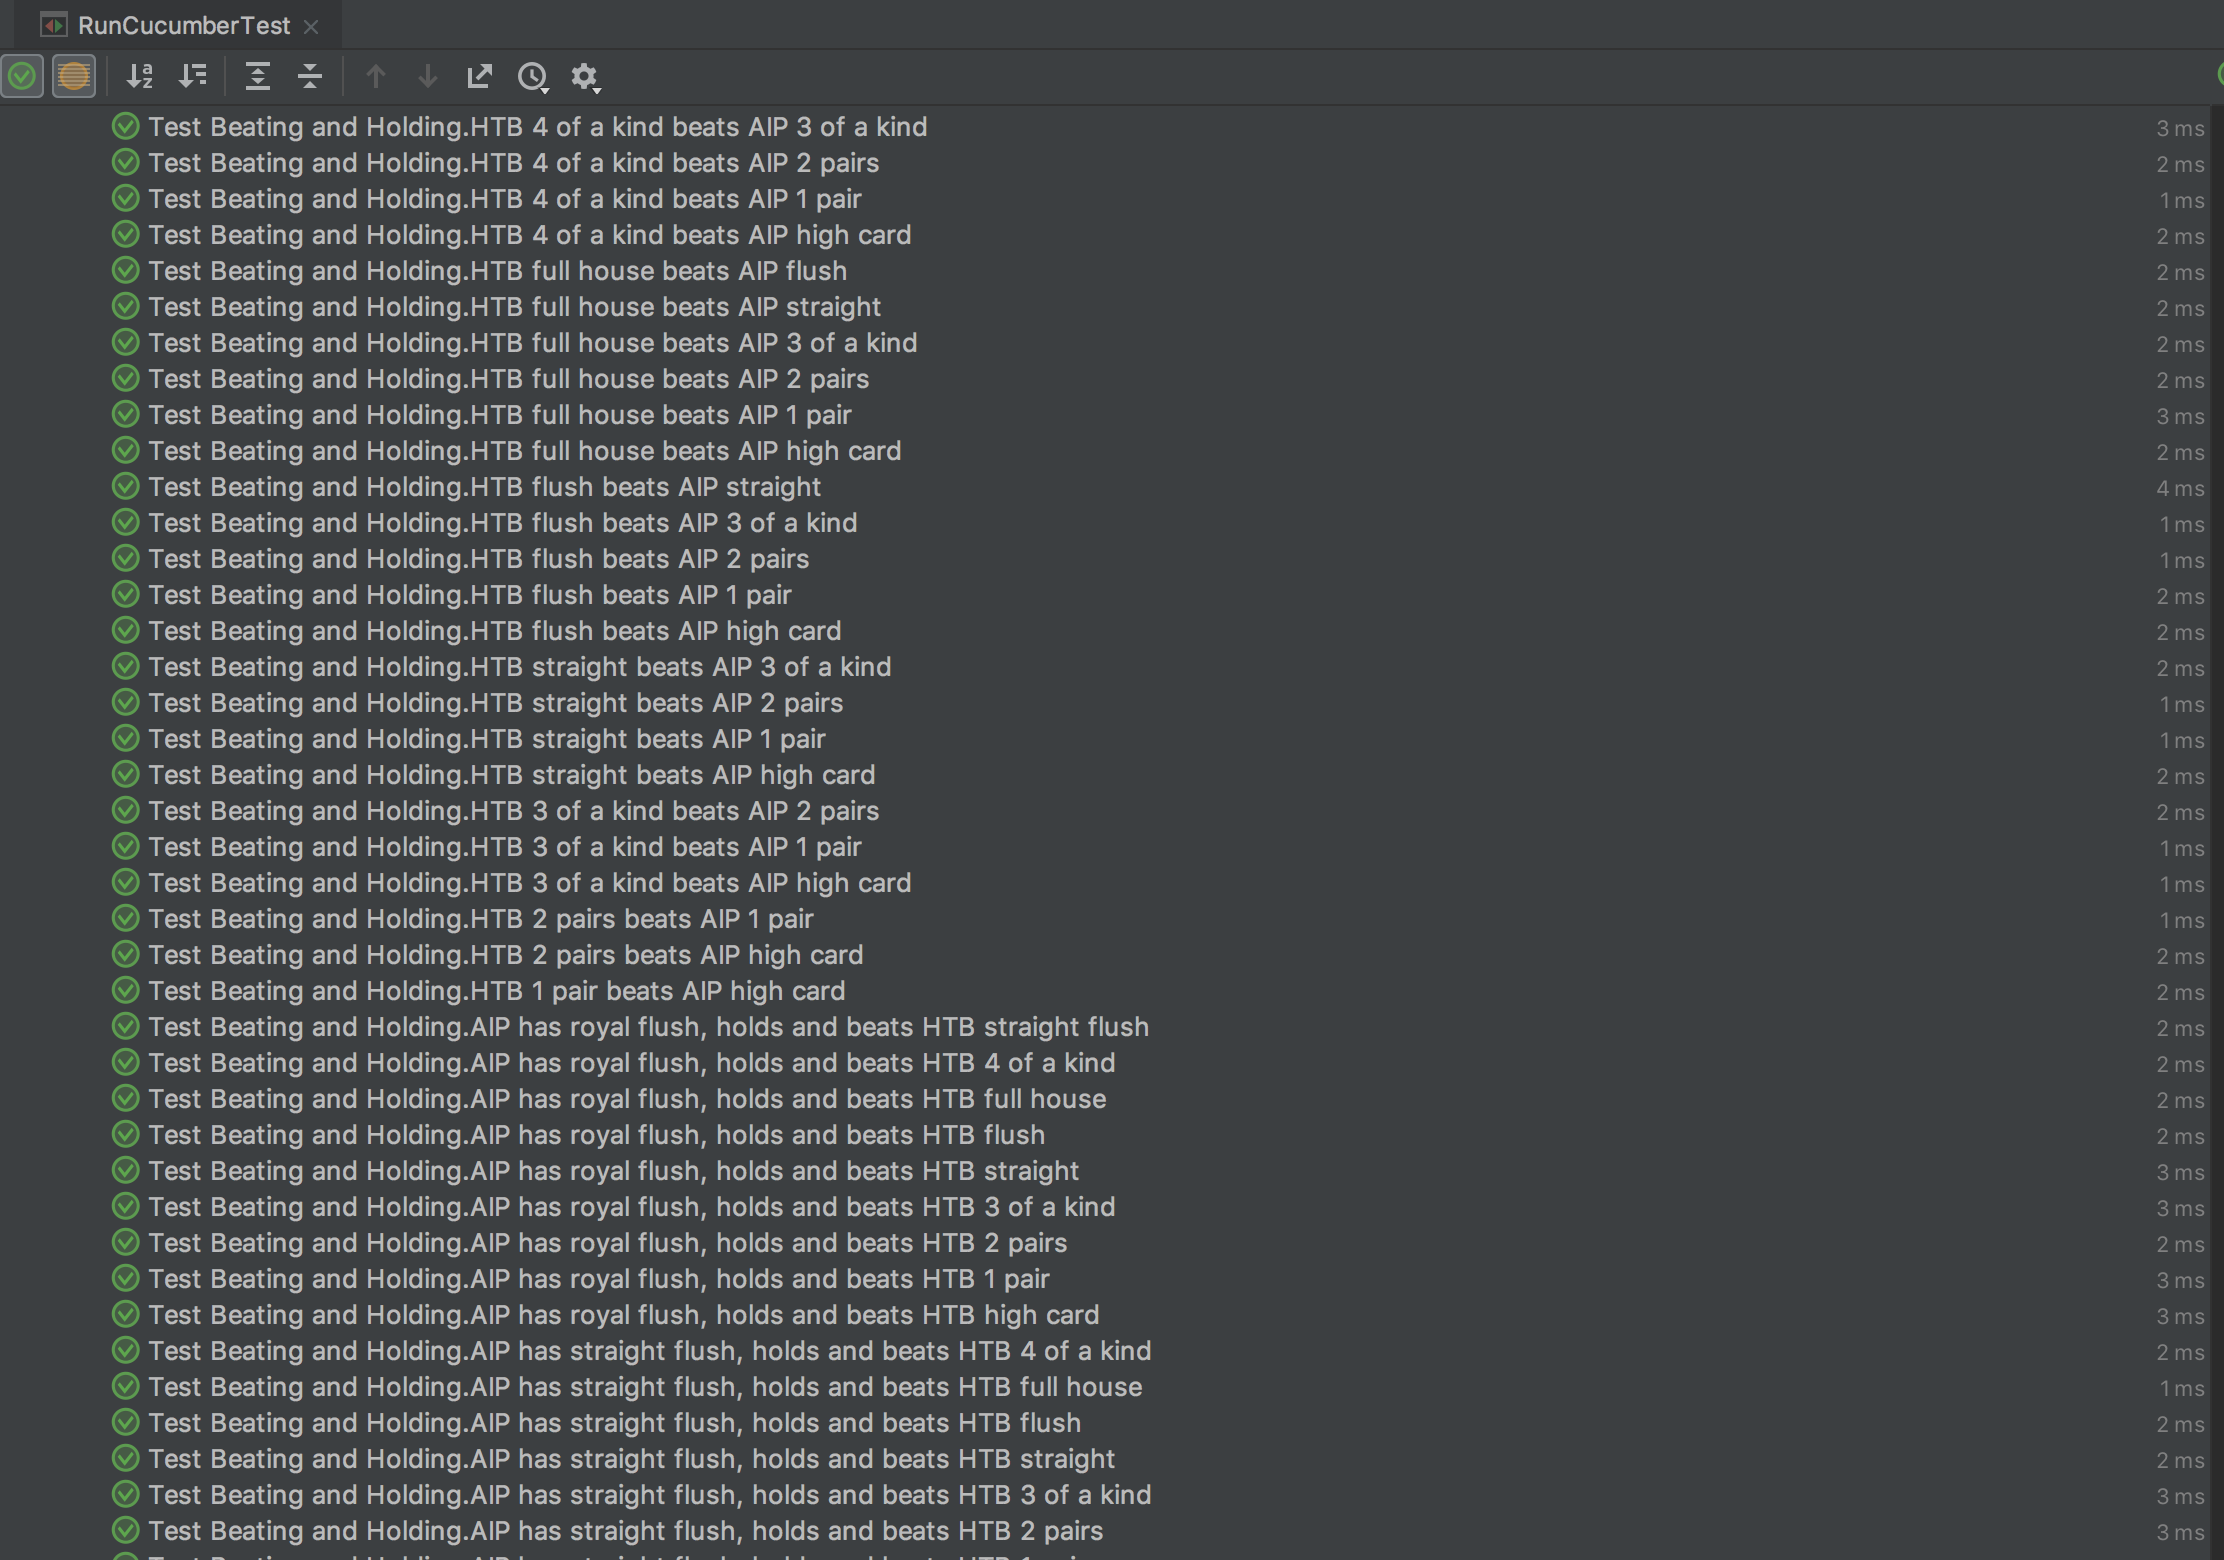 RunCucumberTest
Test Beating and Holding.HTB 4 of a kind beats AIP 3 of a kind 3 ms
Test Beating and Holding.HTB 4 of a kind beats AIP 2 pairs 2 ms
Test Beating and Holding.HTB 4 of a kind beats AIP 1 pair 1 ms
Test Beating and Holding.HTB 4 of a kind beats AIP high card 2 ms
Test Beating and Holding.HTB full house beats AIP flush 2 ms
Test Beating and Holding.HTB full house beats AIP straight 2 ms
Test Beating and Holding.HTB full house beats AIP 3 of a kind 2 ms
Test Beating and Holding.HTB full house beats AIP 2 pairs 2 ms
Test Beating and Holding.HTB full house beats AIP 1 pair 3 ms
Test Beating and Holding.HTB full house beats AIP high card 2 ms
Test Beating and Holding.HTB flush beats AIP straight 4 ms
Test Beating and Holding.HTB flush beats AIP 3 of a kind 1 ms
Test Beating and Holding.HTB flush beats AIP 2 pairs 1 ms
Test Beating and Holding.HTB flush beats AIP 1 pair 2 ms
Test Beating and Holding.HTB flush beats AIP high card 2 ms
Test Beating and Holding.HTB straight beats AIP 3 of a kind 2 ms
Test Beating and Holding.HTB straight beats AIP 2 pairs 1 ms
Test Beating and Holding.HTB straight beats AIP 1 pair 1 ms
Test Beating and Holding.HTB straight beats AIP high card 2 ms
Test Beating and Holding.HTB 3 of a kind beats AIP 2 pairs 2 ms
Test Beating and Holding.HTB 3 of a kind beats AIP 1 pair 1 ms
Test Beating and Holding.HTB 3 of a kind beats AIP high card 1 ms
Test Beating and Holding.HTB 2 pairs beats AIP 1 pair 1 ms
Test Beating and Holding.HTB 2 pairs beats AIP high card 2 ms
Test Beating and Holding.HTB 1 pair beats AIP high card 2 ms
Test Beating and Holding.AIP has royal flush, holds and beats HTB straight flush 2 ms
Test Beating and Holding.AIP has royal flush, holds and beats HTB 4 of a kind 2 ms
Test Beating and Holding.AIP has royal flush, holds and beats HTB full house 2 ms
Test Beating and Holding.AIP has royal flush, holds and beats HTB flush 2 ms
Test Beating and Holding.AIP has royal flush, holds and beats HTB straight 3 ms
Test Beating and Holding.AIP has royal flush, holds and beats HTB 3 of a kind 3 ms
Test Beating and Holding.AIP has royal flush, holds and beats HTB 2 pairs 2 ms
Test Beating and Holding.AIP has royal flush, holds and beats HTB 1 pair 3 ms
Test Beating and Holding.AIP has royal flush, holds and beats HTB high card 3 ms
Test Beating and Holding.AIP has straight flush, holds and beats HTB 4 of a kind 2 ms
Test Beating and Holding.AIP has straight flush, holds and beats HTB full house 1 ms
Test Beating and Holding.AIP has straight flush, holds and beats HTB flush 2 ms
Test Beating and Holding.AIP has straight flush, holds and beats HTB straight 2 ms
Test Beating and Holding.AIP has straight flush, holds and beats HTB 3 of a kind 3 ms
Test Beating and Holding.AIP has straight flush, holds and beats HTB 2 pairs 3 ms